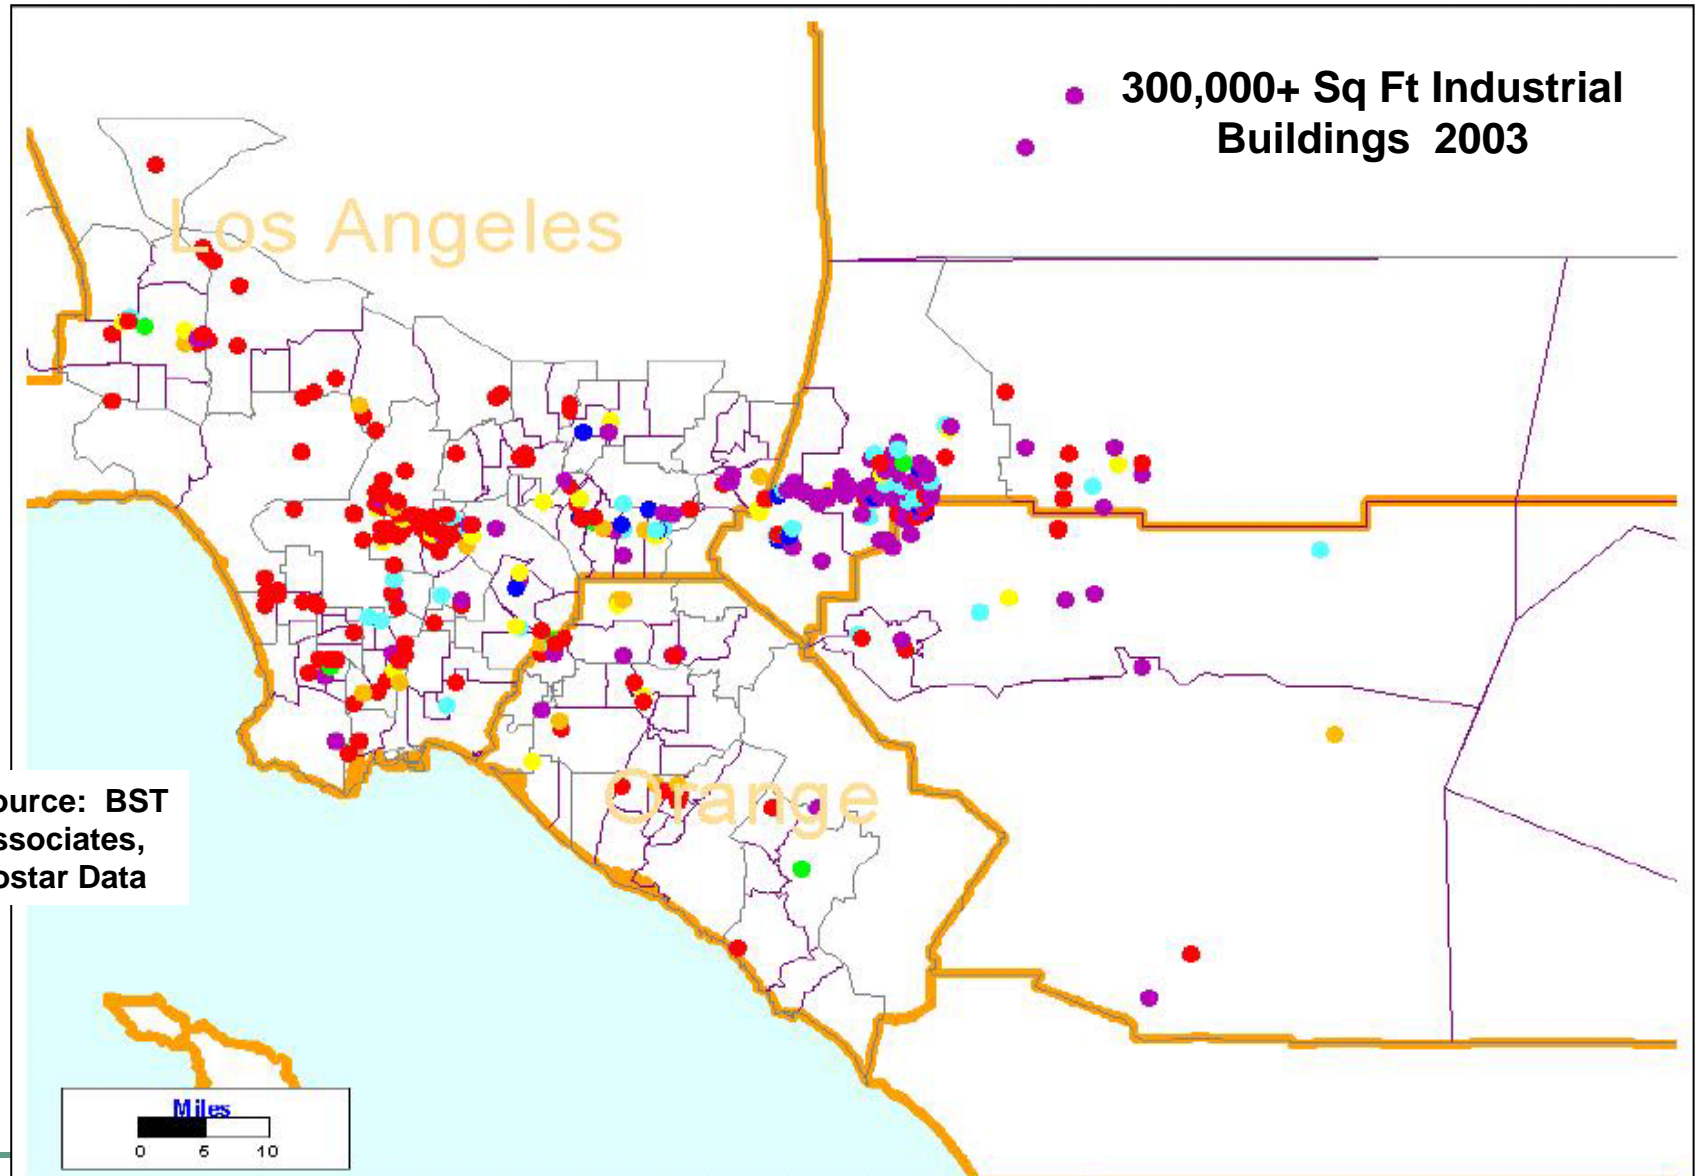 300,000+ Sq Ft Industrial
Buildings 2003
Los Angeles
Orange
ource: BST
ssociates,
ostar Data
Miles
0 5 10